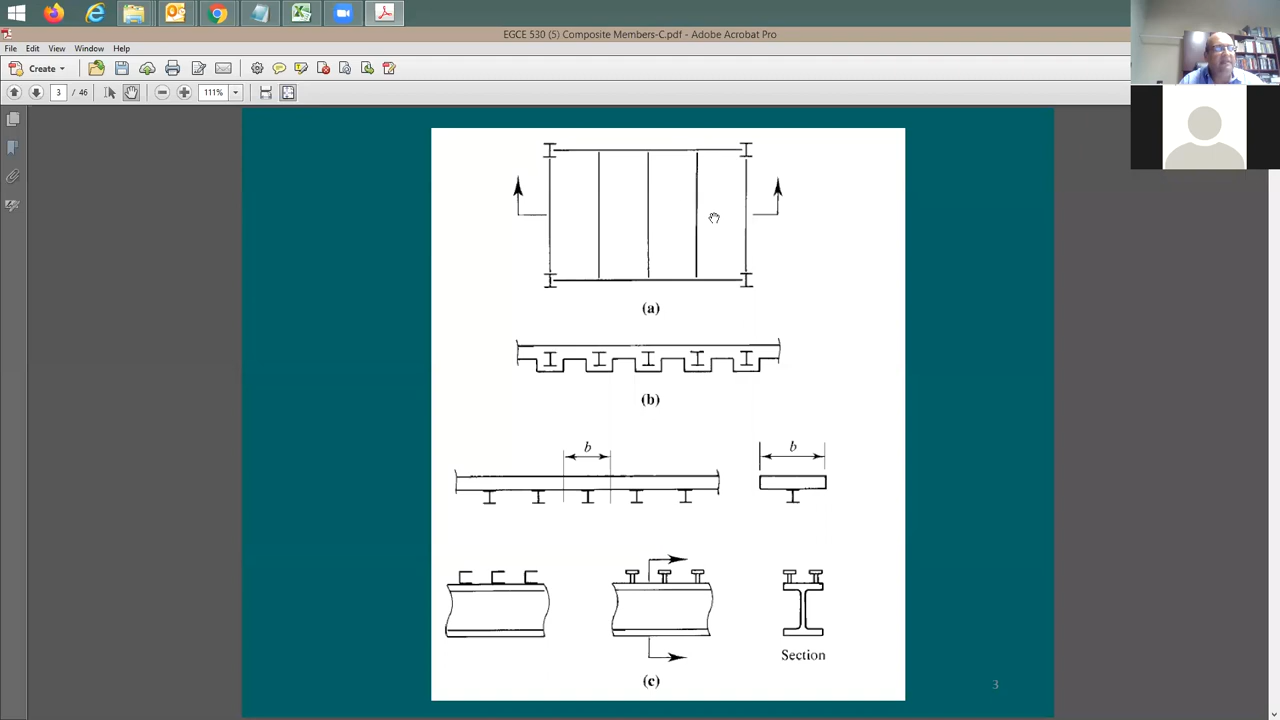 EGCE 530 (5) Composite Members-C.pdf - Adobe Acrobat Pro
File Edit View Window Help
Create
3 / 46 111%
(a)
(b)
b b
Section
(c)
3